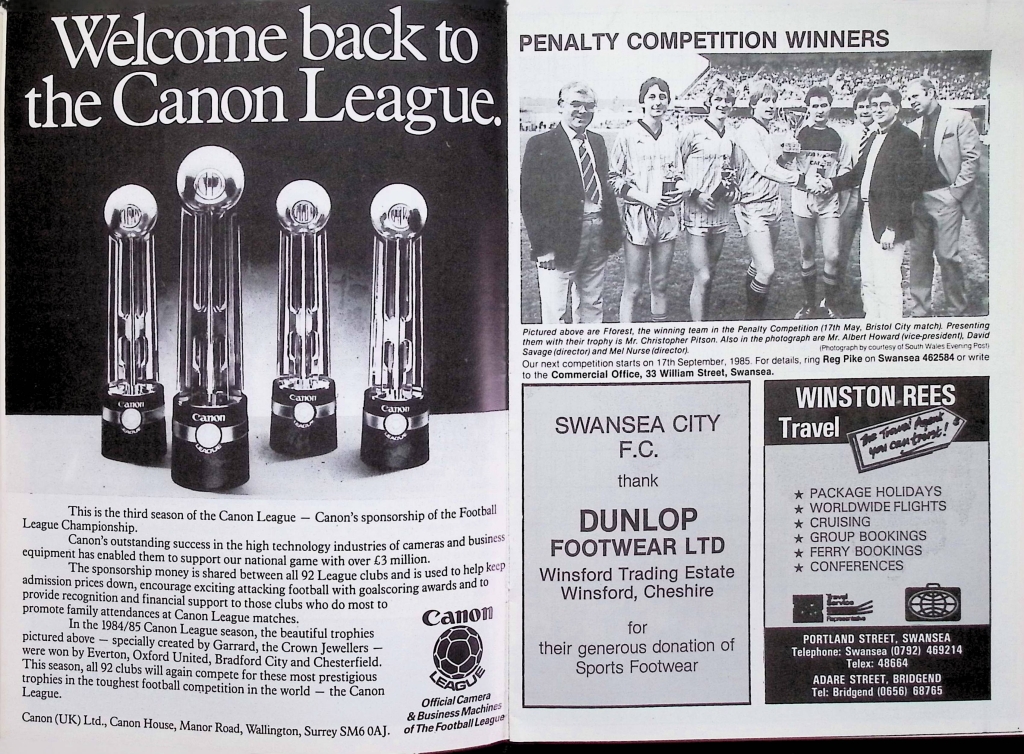 Welcome back to
the Canon League.
Canon
LEAGUE
Canon
LEAGUE
Canon
LEAGUE
Canon
LEAGUE
This is the third season of the Canon League — Canon's sponsorship of the Football
League Championship.
Canon's outstanding success in the high technology industries of cameras and business
equipment has enabled them to support our national game with over £3 million.
The sponsorship money is shared between all 92 League clubs and is used to help keep
admission prices down, encourage exciting attacking football with goalscoring awards and to
provide recognition and financial support to those clubs who do most to
promote family attendances at Canon League matches.
In the 1984/85 Canon League season, the beautiful trophies
pictured above — specially created by Garrard, the Crown Jewellers —
were won by Everton, Oxford United, Bradford City and Chesterfield.
This season, all 92 clubs will again compete for these most prestigious
trophies in the toughest football competition in the world — the Canon
League.
Canon
LEAGUE
Official Camera
& Business Machines
of The Football League
Canon (UK) Ltd., Canon House, Manor Road, Wallington, Surrey SM6 0AJ.
PENALTY COMPETITION WINNERS
Pictured above are Fforest, the winning team in the Penalty Competition (17th May, Bristol City match). Presenting
them with their trophy is Mr. Christopher Pitson. Also in the photograph are Mr. Albert Howard (vice-president), David
Savage (director) and Mel Nurse (director).
(Photograph by courtesy of South Wales Evening Post)
Our next competition starts on 17th September, 1985. For details, ring Reg Pike on Swansea 462584 or write
to the Commercial Office, 33 William Street, Swansea.
SWANSEA CITY
F.C.
thank
DUNLOP
FOOTWEAR LTD
Winsford Trading Estate
Winsford, Cheshire
for
their generous donation of
Sports Footwear
WINSTON REES
Travel
The Travel Agent
you can trust!
★ PACKAGE HOLIDAYS
★ WORLDWIDE FLIGHTS
★ CRUISING
★ GROUP BOOKINGS
★ FERRY BOOKINGS
★ CONFERENCES
Travel
Service
Representative
PORTLAND STREET, SWANSEA
Telephone: Swansea (0792) 469214
Telex: 48664
ADARE STREET, BRIDGEND
Tel: Bridgend (0656) 68765